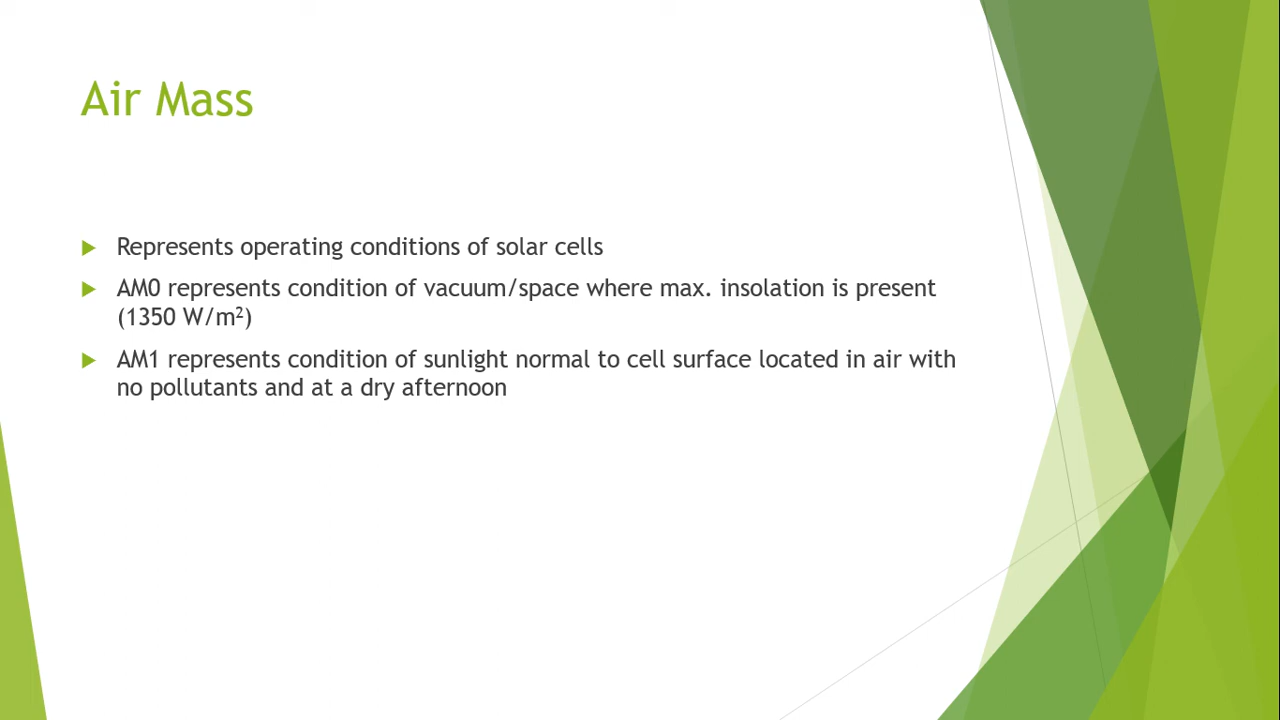 Air Mass
Represents operating conditions of solar cells
AM0 represents condition of vacuum/space where max. insolation is present
(1350 W/m²)
AM1 represents condition of sunlight normal to cell surface located in air with
no pollutants and at a dry afternoon